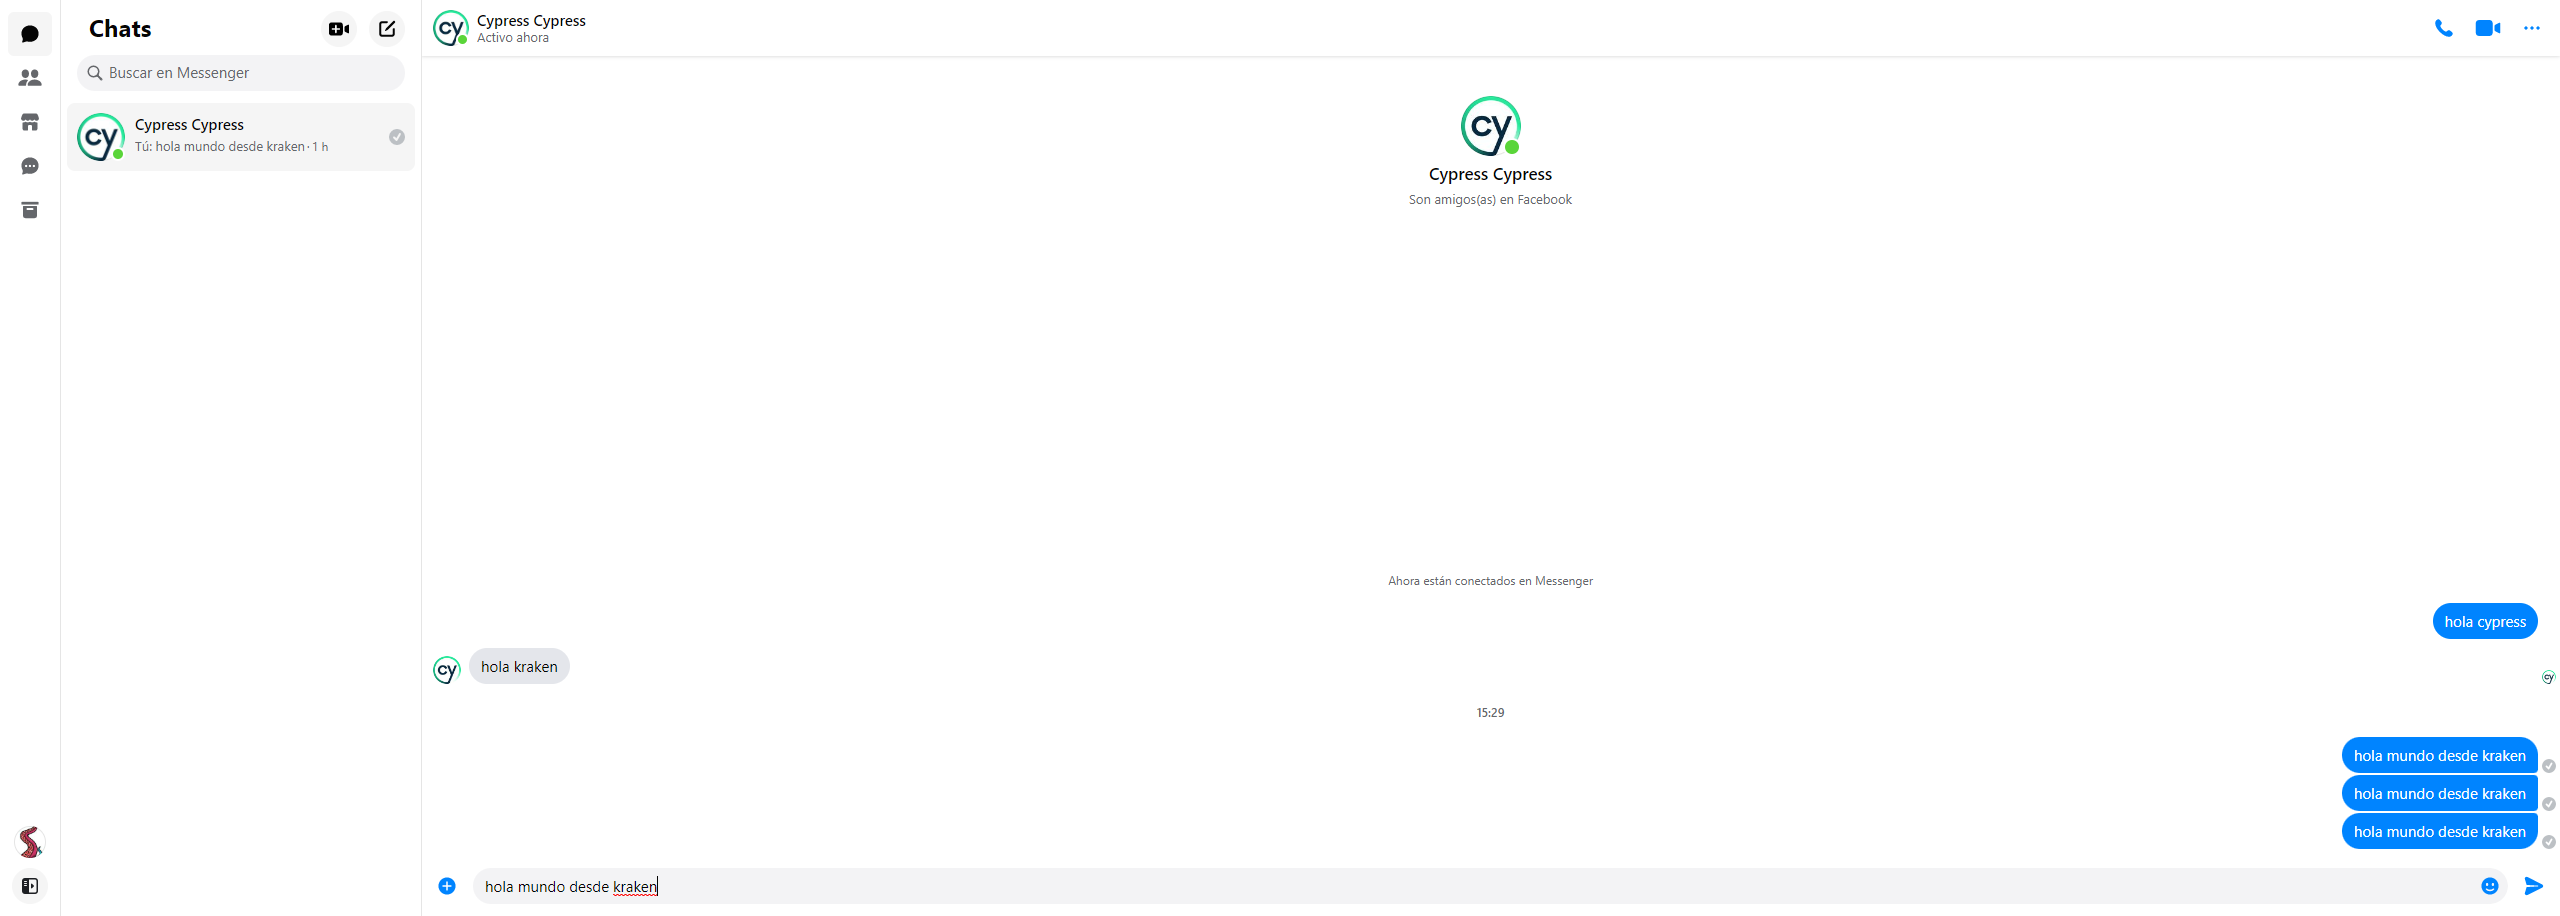 Chats
Buscar en Messenger
cy
Cypress Cypress
Tú: hola mundo desde kraken · 1 h
cy
Cypress Cypress
Activo ahora
cy
Cypress Cypress
Son amigos(as) en Facebook
Ahora están conectados en Messenger
hola cypress
cy
hola kraken
cy
15:29
hola mundo desde kraken
hola mundo desde kraken
hola mundo desde kraken
hola mundo desde kraken